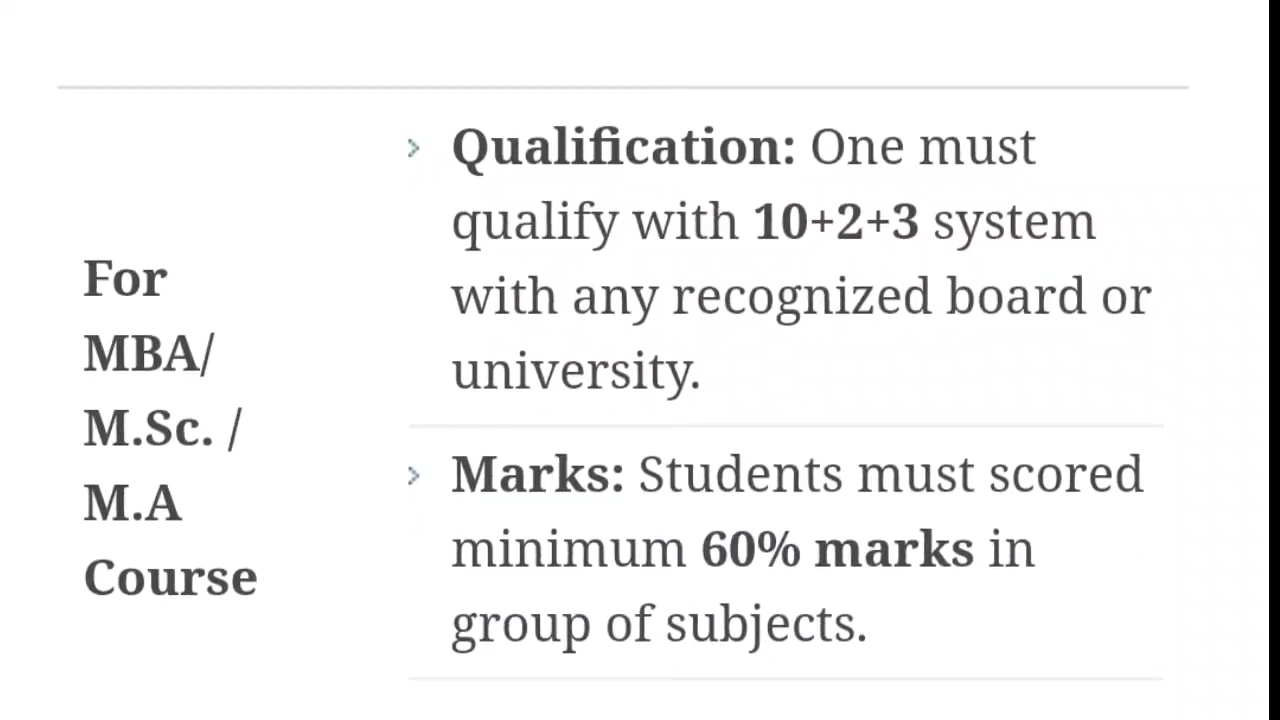 For
MBA/
M.Sc. /
M.A
Course
Qualification: One must
qualify with 10+2+3 system
with any recognized board or
university.
Marks: Students must scored
minimum 60% marks in
group of subjects.